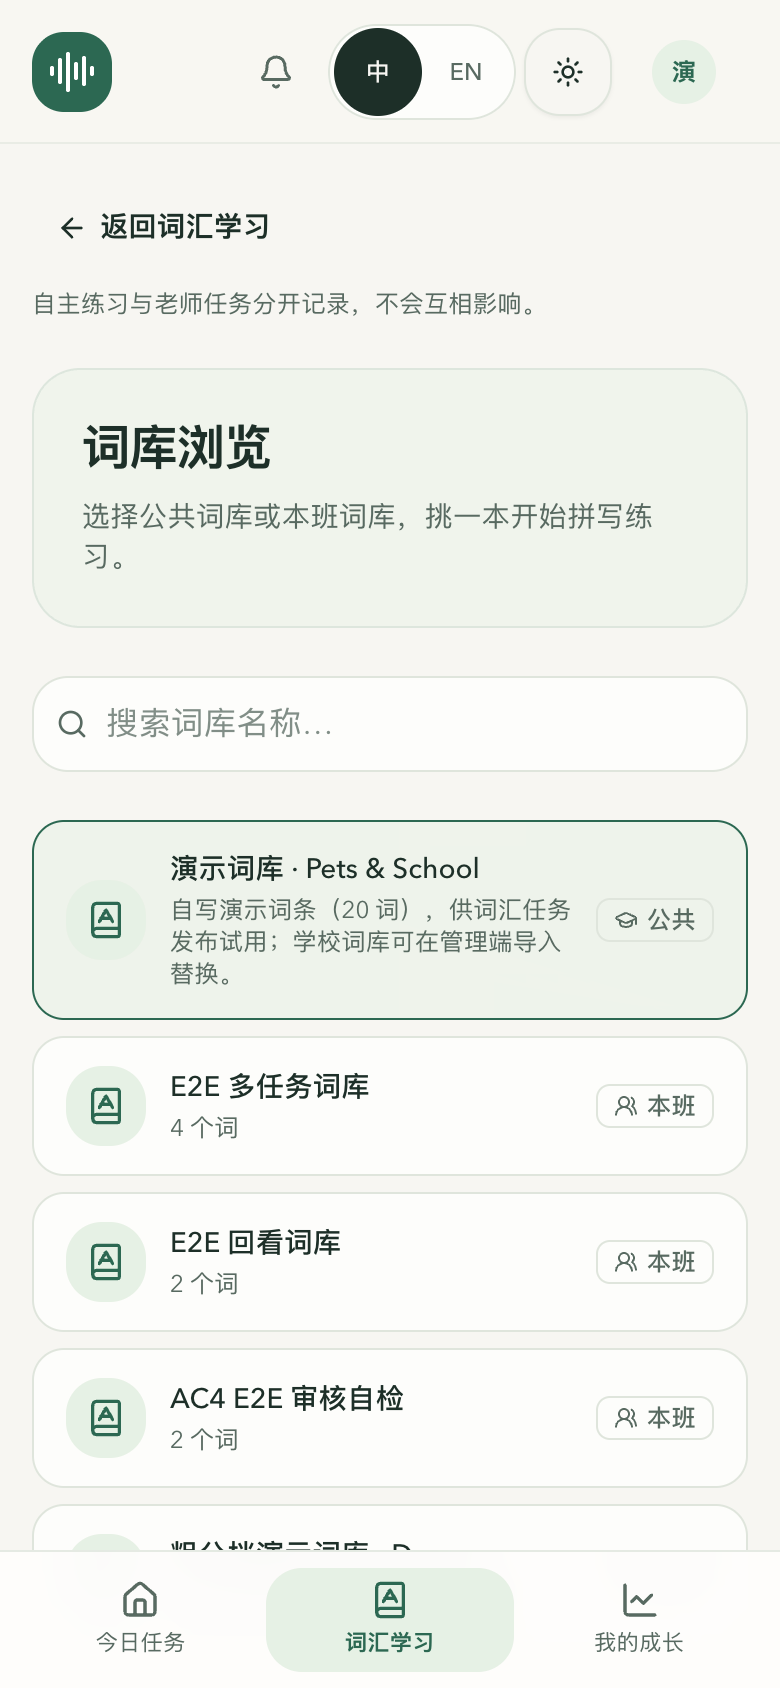 中 EN 演
返回词汇学习
自主练习与老师任务分开记录，不会互相影响。
词库浏览
选择公共词库或本班词库，挑一本开始拼写练
习。
搜索词库名称...
演示词库 · Pets & School
自写演示词条（20 词），供词汇任务
发布试用；学校词库可在管理端导入
替换。
公共
E2E 多任务词库
4 个词
本班
E2E 回看词库
2 个词
本班
AC4 E2E 审核自检
2 个词
本班
今日任务
词汇学习
我的成长